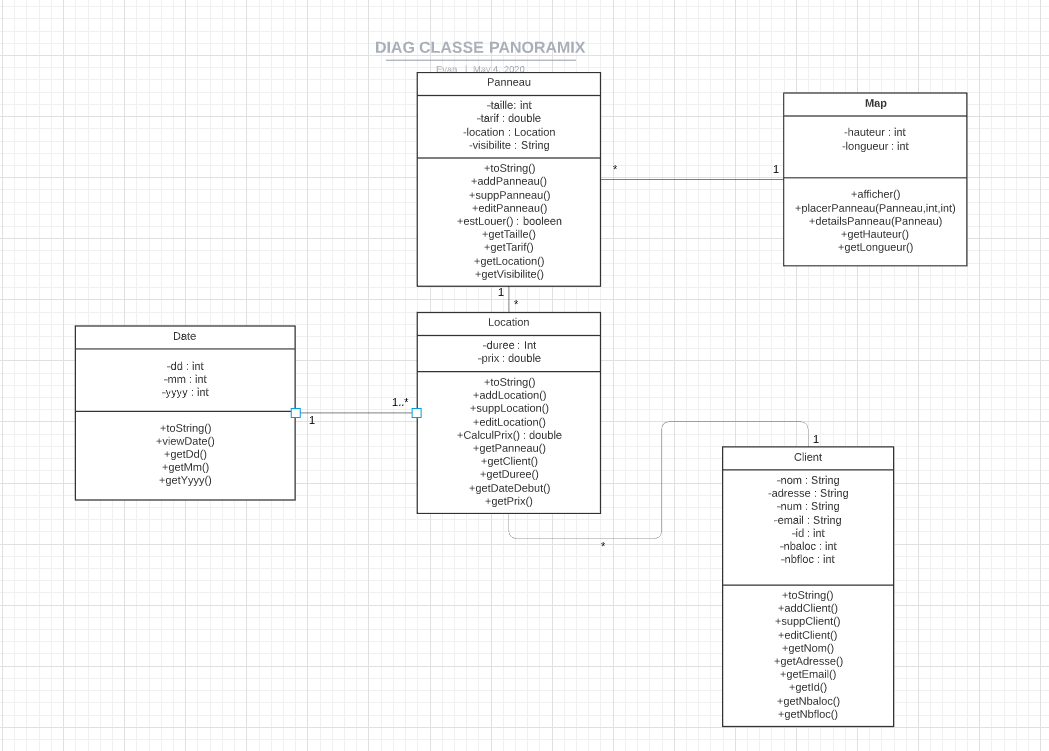 DIAG CLASSE PANORAMIX
Evan | May 4, 2020
Panneau
-taille: int
-tarif : double
-location : Location
-visibilite : String
+toString()
+addPanneau()
+suppPanneau()
+editPanneau()
+estLouer() : booleen
+getTaille()
+getTarif()
+getLocation()
+getVisibilite()
*
1
Map
-hauteur : int
-longueur : int
+afficher()
+placerPanneau(Panneau,int,int)
+detailsPanneau(Panneau)
+getHauteur()
+getLongueur()
1
*
Date
-dd : int
-mm : int
-yyyy : int
+toString()
+viewDate()
+getDd()
+getMm()
+getYyyy()
1
1..*
Location
-duree : Int
-prix : double
+toString()
+addLocation()
+suppLocation()
+editLocation()
+CalculPrix() : double
+getPanneau()
+getClient()
+getDuree()
+getDateDebut()
+getPrix()
*
1
Client
-nom : String
-adresse : String
-num : String
-email : String
-id : int
-nbaloc : int
-nbfloc : int
+toString()
+addClient()
+suppClient()
+editClient()
+getNom()
+getAdresse()
+getEmail()
+getId()
+getNbaloc()
+getNbfloc()